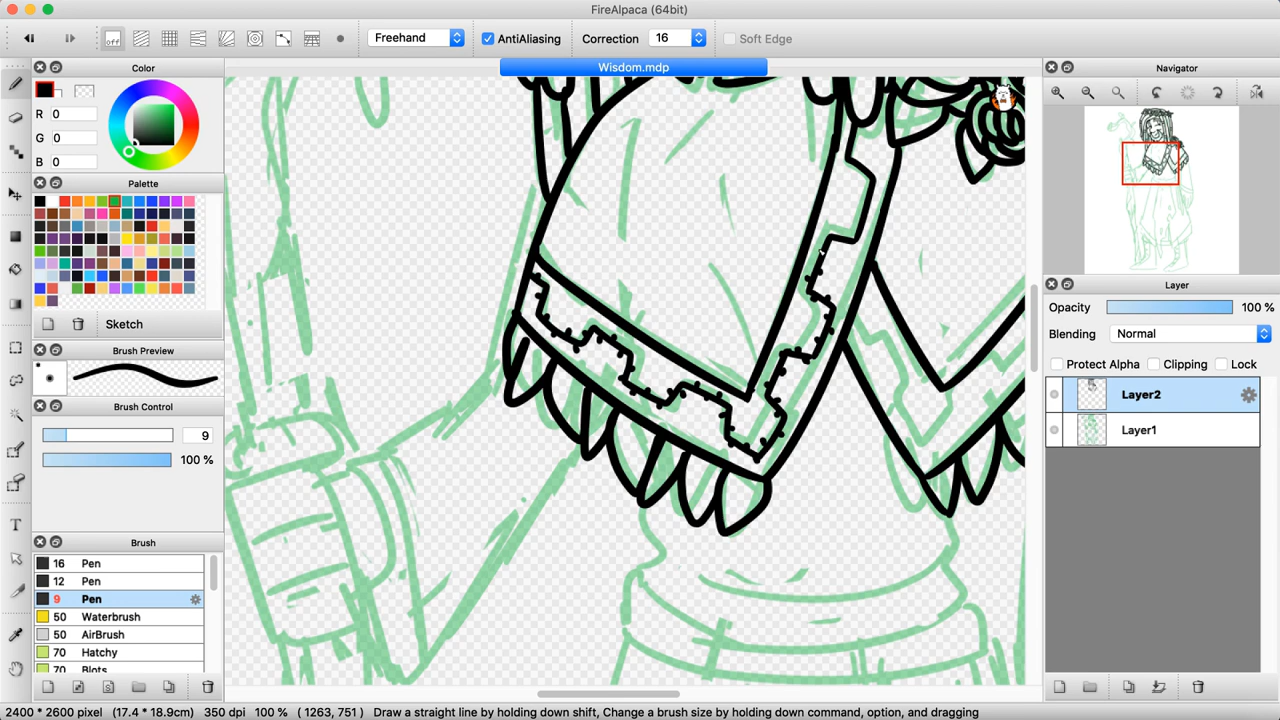 FireAlpaca (64bit)
off Freehand AntiAliasing Correction 16 Soft Edge
Color
R 0
G 0
B 0
Palette
Sketch
Brush Preview
Brush Control
9
100 %
Brush
16 Pen
12 Pen
9 Pen
50 Waterbrush
50 AirBrush
70 Hatchy
70 Blots
Wisdom.mdp
Navigator
Layer
Opacity 100 %
Blending Normal
Protect Alpha Clipping Lock
Layer2
Layer1
2400 * 2600 pixel (17.4 * 18.9cm) 350 dpi 100 % ( 1263, 751 ) Draw a straight line by holding down shift, Change a brush size by holding down command, option, and dragging